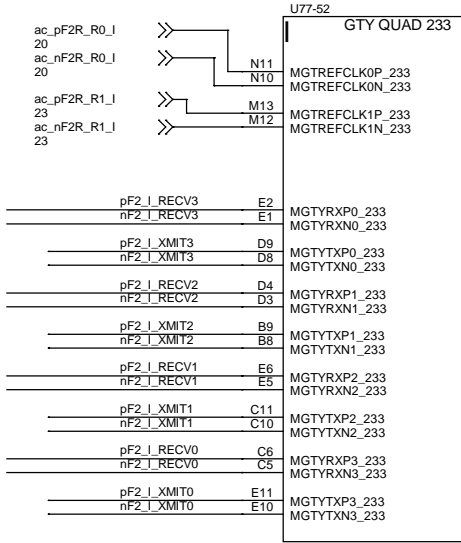 U77-52
GTY QUAD 233
ac_pF2R_R0_I
20
ac_nF2R_R0_I
20
ac_pF2R_R1_I
23
ac_nF2R_R1_I
23
N11 MGTREFCLK0P_233
N10 MGTREFCLK0N_233
M13 MGTREFCLK1P_233
M12 MGTREFCLK1N_233
pF2_I_RECV3 E2 MGTYRXP0_233
nF2_I_RECV3 E1 MGTYRXN0_233
pF2_I_XMIT3 D9 MGTYTXP0_233
nF2_I_XMIT3 D8 MGTYTXN0_233
pF2_I_RECV2 D4 MGTYRXP1_233
nF2_I_RECV2 D3 MGTYRXN1_233
pF2_I_XMIT2 B9 MGTYTXP1_233
nF2_I_XMIT2 B8 MGTYTXN1_233
pF2_I_RECV1 E6 MGTYRXP2_233
nF2_I_RECV1 E5 MGTYRXN2_233
pF2_I_XMIT1 C11 MGTYTXP2_233
nF2_I_XMIT1 C10 MGTYTXN2_233
pF2_I_RECV0 C6 MGTYRXP3_233
nF2_I_RECV0 C5 MGTYRXN3_233
pF2_I_XMIT0 E11 MGTYTXP3_233
nF2_I_XMIT0 E10 MGTYTXN3_233